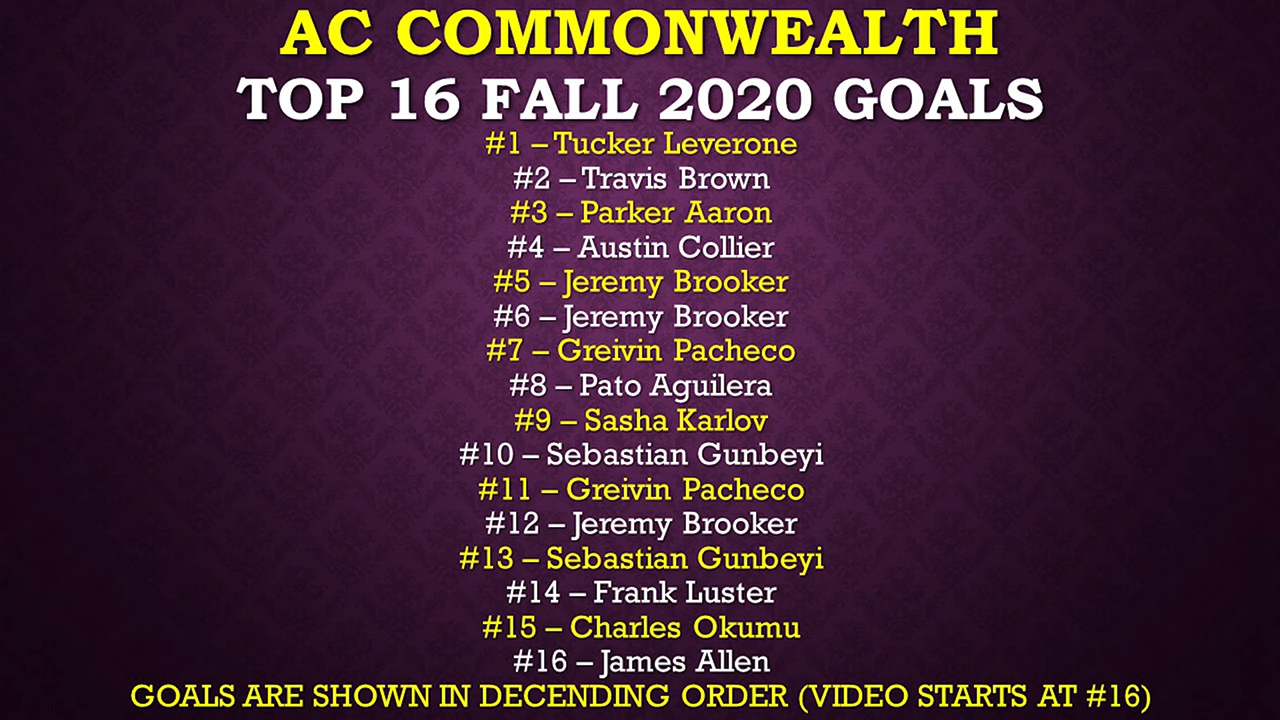 AC COMMONWEALTH
TOP 16 FALL 2020 GOALS
#1 – Tucker Leverone
#2 – Travis Brown
#3 – Parker Aaron
#4 – Austin Collier
#5 – Jeremy Brooker
#6 – Jeremy Brooker
#7 – Greivin Pacheco
#8 – Pato Aguilera
#9 – Sasha Karlov
#10 – Sebastian Gunbeyi
#11 – Greivin Pacheco
#12 – Jeremy Brooker
#13 – Sebastian Gunbeyi
#14 – Frank Luster
#15 – Charles Okumu
#16 – James Allen
GOALS ARE SHOWN IN DECENDING ORDER (VIDEO STARTS AT #16)